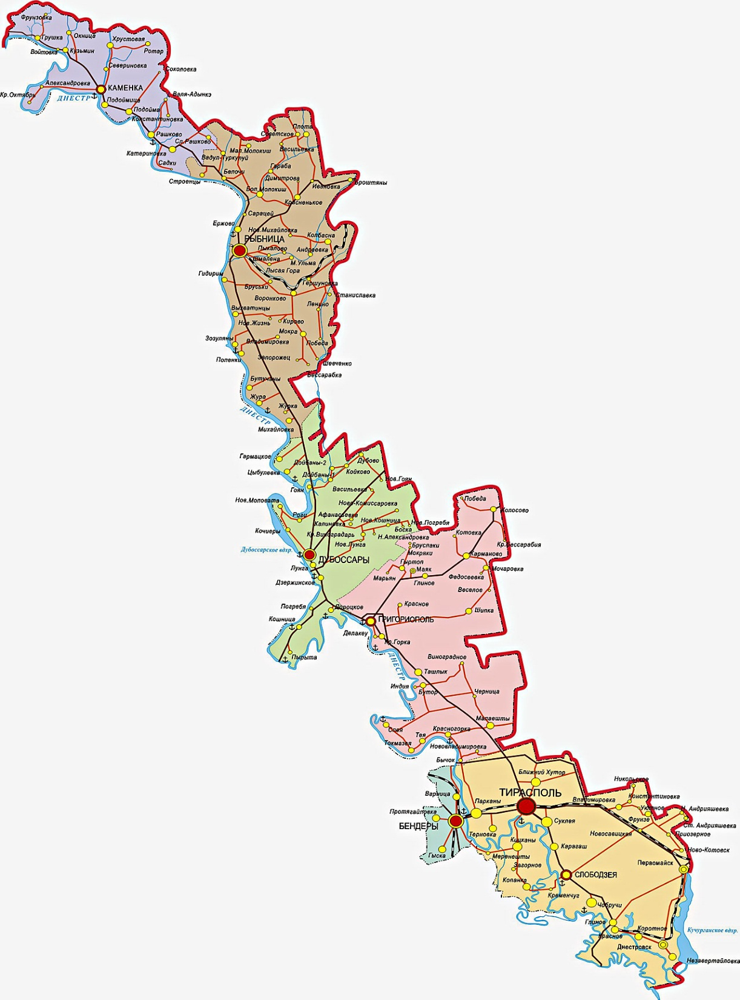 Фрунзовка
Грушка
Окница
Хрустовая
Войтовка
Кузьмин
Ротар
Севериновка
Соколовка
Александровка
КАМЕНКА
Кр.Октябрь
ДНЕСТР
Валя-Адынкэ
Подоймица
Подойма
Константиновка
Рашково
Сл.Рашково
Катериновка
Садки
Строенцы
Плота
Советское
Васильевка
Мал.Молокиш
Вадул-Туркулуй
Белочи
Гараба
Димитрова
Ивановка
Броштяны
Бол.Молокиш
Красненькое
Сарацей
Ержово
Нов.Михайловка
Колбасна
РЫБНИЦА
Пыкалово
Андреевка
Шмалена
М.Ульма
Лысая Гора
Гидирим
Бруськи
Гершуновка
Воронково
Станиславка
Ленино
Выхватинцы
Нов.Жизнь
Кирово
Мокра
Зозуляны
Владимировка
Победа
Попенки
Запорожец
Шевченко
Бессарабка
Бутучаны
Жура
Журка
ДНЕСТР
Михайловка
Гармацкое
Дойбаны-2
Дубово
Цыбулевка
Дойбаны-1
Койково
Нов.Гоян
Гоян
Васильевка
Нов.Моловата
Ново-Комиссаровка
Победа
Колосово
Роги
Афанасьевка
Калиновка
Нов.Кошница
Нов.Погребя
Кочиеры
Кр.Виноградарь
Боска
Н.Александровка
Котовка
Нов.Лунга
Бруслаки
Кр.Бессарабия
Дубоссарское вдхр.
Мокряки
Карманово
ДУБОССАРЫ
Гыртоп
Лунга
Маяк
Мочаровка
Дзержинское
Марьян
Глиное
Федосеевка
Веселое
Погребя
Дороцкое
Красное
Шипка
Кошница
ГРИГОРИОПОЛЬ
Делакеу
Кр.Горка
Пырыта
Виноградное
ДНЕСТР
Ташлык
Индия
Бутор
Черница
Малаешты
Спея
Красногорка
Тея
Токмазея
Нововладимировка
Бычок
Ближний Хутор
Никольское
Варница
ТИРАСПОЛЬ
Парканы
Владимировка
Константиновка
Протягайловка
Уютное
Н. Андрияшевка
БЕНДЕРЫ
Суклея
Фрунзе
Ст. Андрияшевка
Терновка
Новосавицкая
Приозерное
Кицканы
Карагаш
Гыска
Меренешты
Ново-Котовск
Загорное
Первомайск
СЛОБОДЗЕЯ
Копанка
Кременчуг
Чобручи
Глиное
Красное
Коротное
Кучурганское вдхр.
Днестровск
Незавертайловка